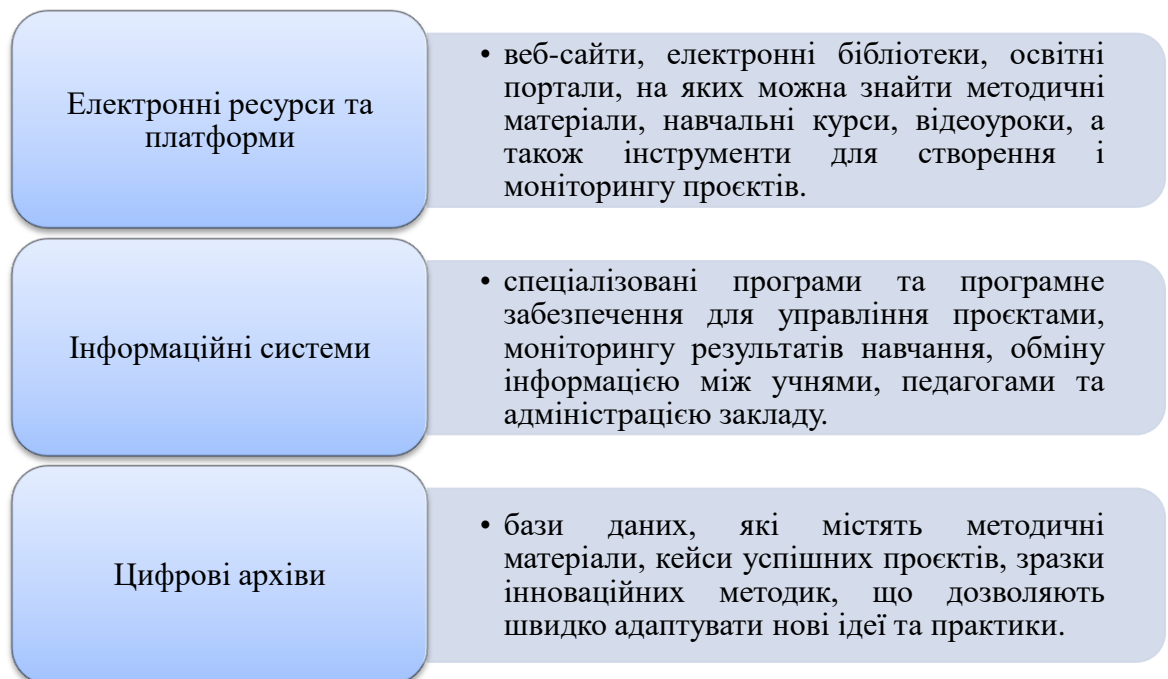 Електронні ресурси та
платформи
• веб-сайти, електронні бібліотеки, освітні
портали, на яких можна знайти методичні
матеріали, навчальні курси, відеоуроки, а
також інструменти для створення і
моніторингу проєктів.
Інформаційні системи
• спеціалізовані програми та програмне
забезпечення для управління проєктами,
моніторингу результатів навчання, обміну
інформацією між учнями, педагогами та
адміністрацією закладу.
Цифрові архіви
• бази даних, які містять методичні
матеріали, кейси успішних проєктів, зразки
інноваційних методик, що дозволяють
швидко адаптувати нові ідеї та практики.